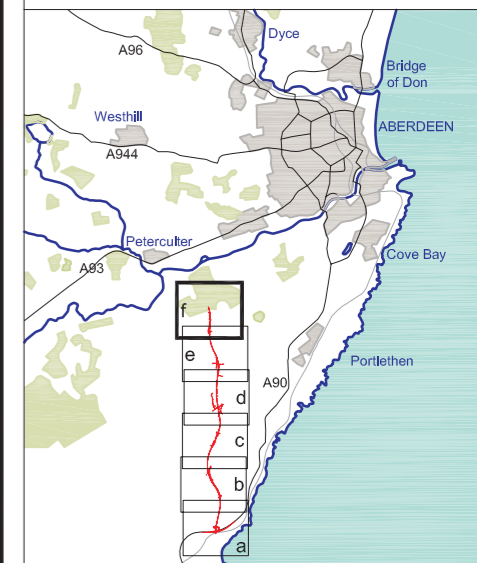 Dyce
A96
Bridge
of Don
Westhill
ABERDEEN
A944
Peterculter
Cove Bay
A93
f
e
Portlethen
A90
d
c
b
a